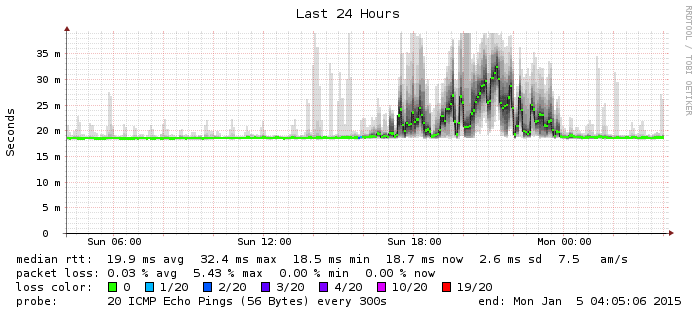 Last 24 Hours
RRDTOOL / TOBI OETIKER
Seconds
35 m
30 m
25 m
20 m
15 m
10 m
5 m
0
Sun 06:00 Sun 12:00 Sun 18:00 Mon 00:00
median rtt: 19.9 ms avg 32.4 ms max 18.5 ms min 18.7 ms now 2.6 ms sd 7.5 am/s
packet loss: 0.03 % avg 5.43 % max 0.00 % min 0.00 % now
loss color: 0 1/20 2/20 3/20 4/20 10/20 19/20
probe: 20 ICMP Echo Pings (56 Bytes) every 300s end: Mon Jan 5 04:05:06 2015